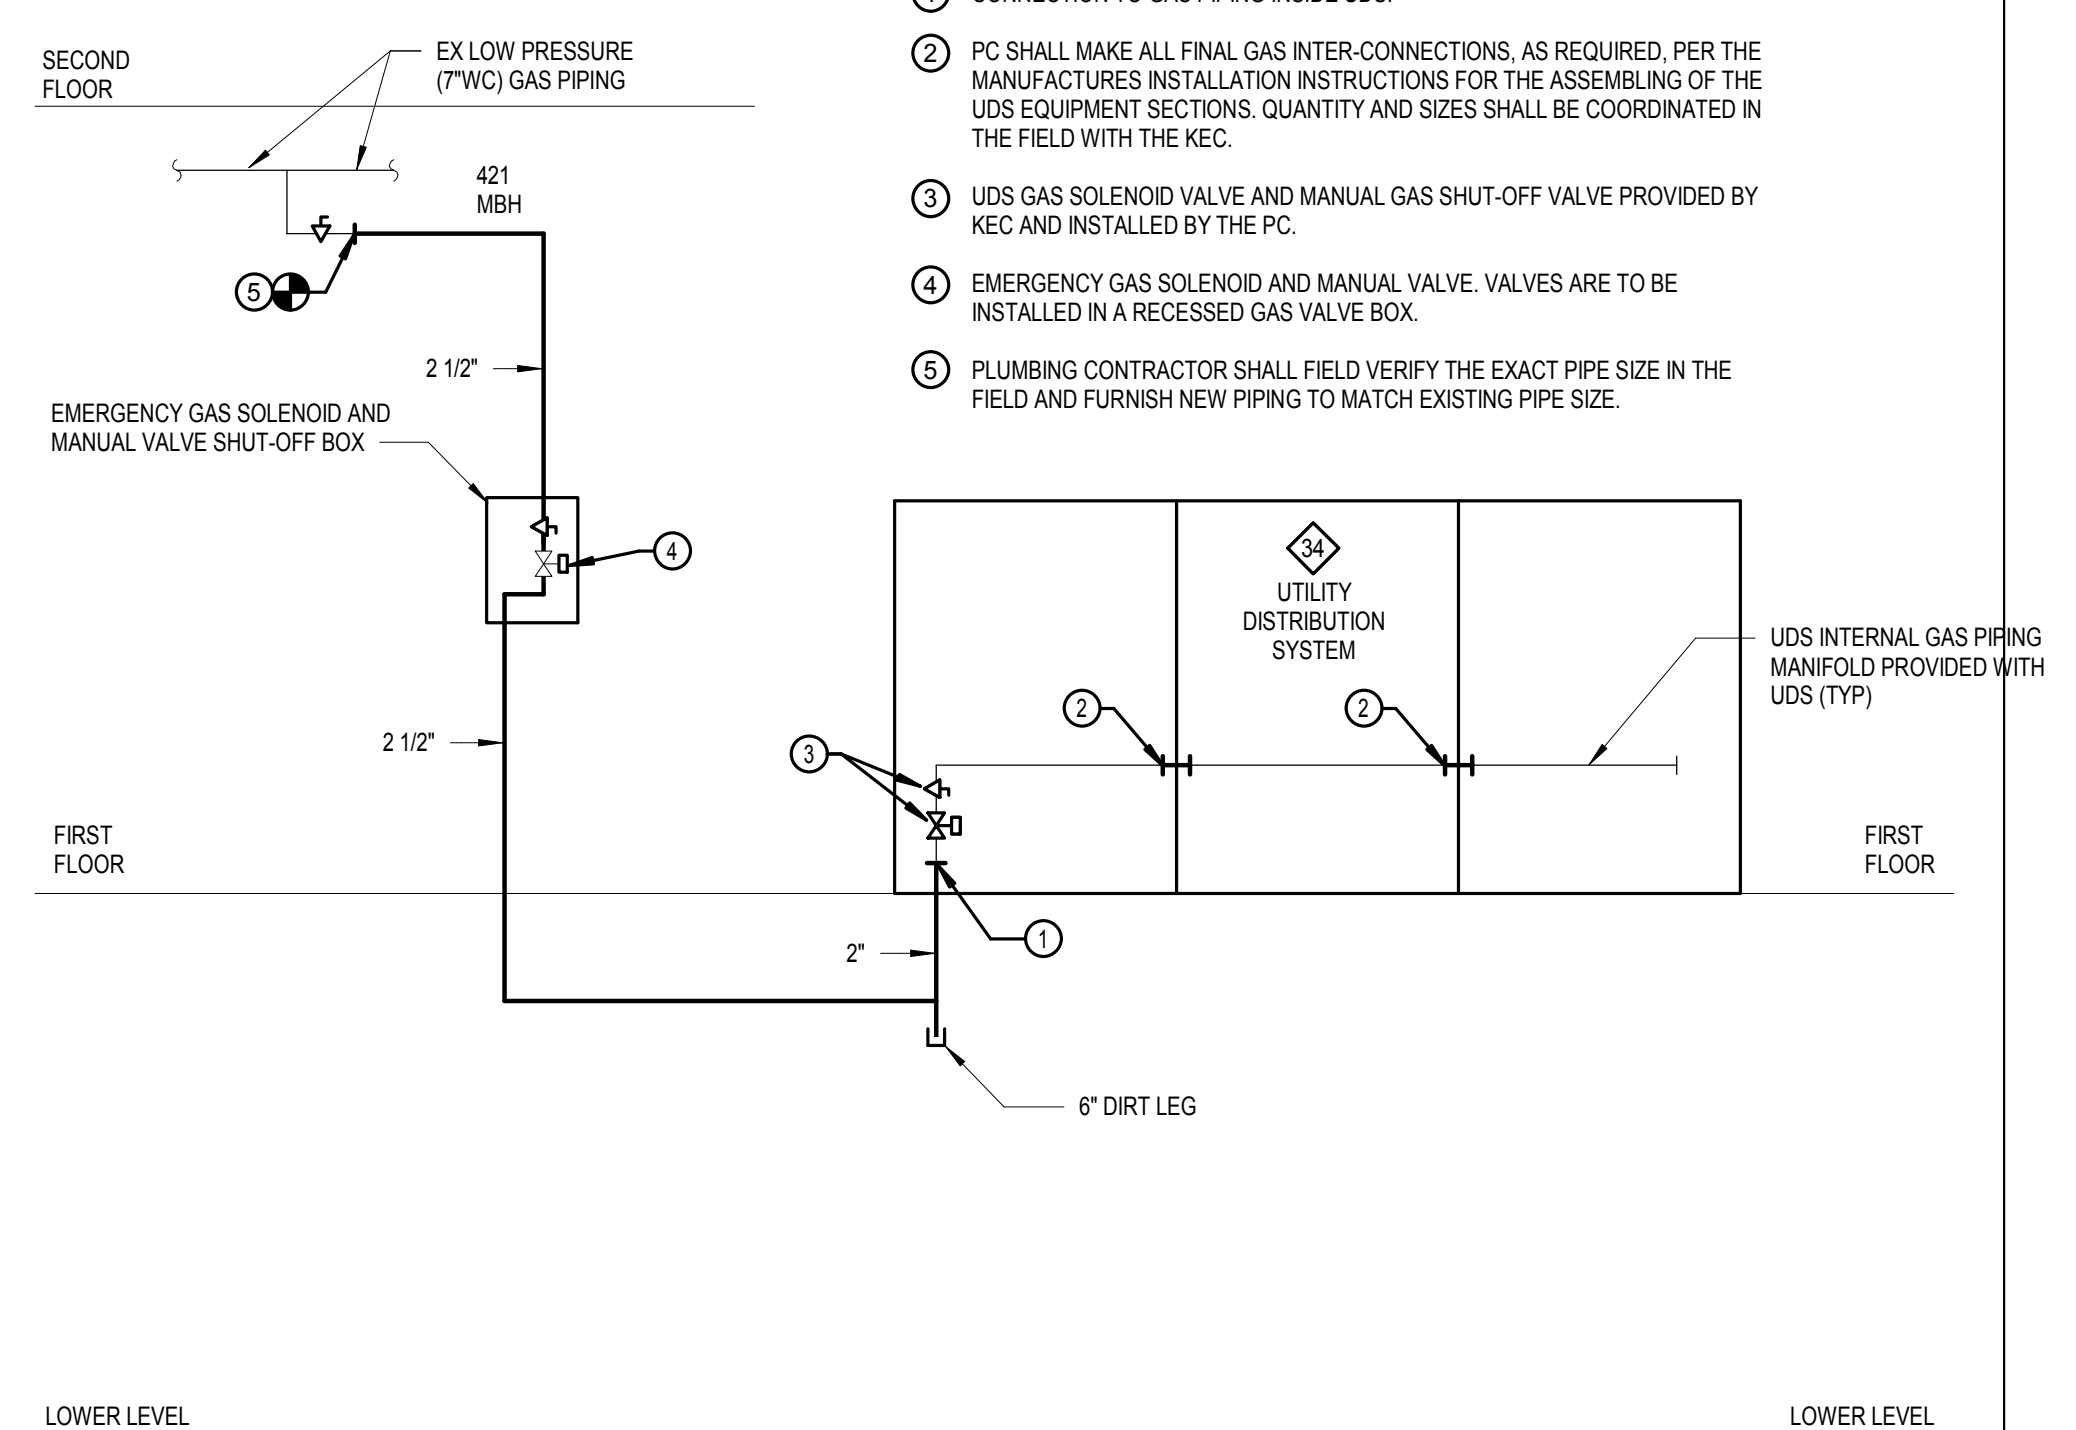 CONNECTION TO GAS PIPING INSIDE UDS.
2 PC SHALL MAKE ALL FINAL GAS INTER-CONNECTIONS, AS REQUIRED, PER THE
MANUFACTURES INSTALLATION INSTRUCTIONS FOR THE ASSEMBLING OF THE
UDS EQUIPMENT SECTIONS. QUANTITY AND SIZES SHALL BE COORDINATED IN
THE FIELD WITH THE KEC.
3 UDS GAS SOLENOID VALVE AND MANUAL GAS SHUT-OFF VALVE PROVIDED BY
KEC AND INSTALLED BY THE PC.
4 EMERGENCY GAS SOLENOID AND MANUAL VALVE. VALVES ARE TO BE
INSTALLED IN A RECESSED GAS VALVE BOX.
5 PLUMBING CONTRACTOR SHALL FIELD VERIFY THE EXACT PIPE SIZE IN THE
FIELD AND FURNISH NEW PIPING TO MATCH EXISTING PIPE SIZE.
SECOND
FLOOR
EX LOW PRESSURE
(7"WC) GAS PIPING
421
MBH
5
2 1/2"
EMERGENCY GAS SOLENOID AND
MANUAL VALVE SHUT-OFF BOX
4
34
UTILITY
DISTRIBUTION
SYSTEM
UDS INTERNAL GAS PIPING
MANIFOLD PROVIDED WITH
UDS (TYP)
2
2
2 1/2"
3
FIRST
FLOOR
FIRST
FLOOR
1
2"
6" DIRT LEG
LOWER LEVEL
LOWER LEVEL